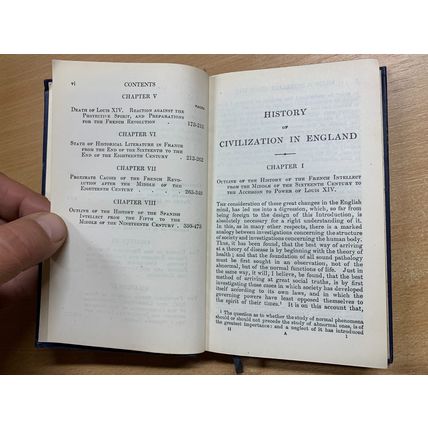 vi CONTENTS
CHAPTER V
PAGES
DEATH OF LOUIS XIV. REACTION AGAINST THE
PROTECTIVE SPIRIT, AND PREPARATIONS
FOR THE FRENCH REVOLUTION 178-212
CHAPTER VI
STATE OF HISTORICAL LITERATURE IN FRANCE
FROM THE END OF THE SIXTEENTH TO THE
END OF THE EIGHTEENTH CENTURY . 213-262
CHAPTER VII
PROXIMATE CAUSES OF THE FRENCH REVO-
LUTION AFTER THE MIDDLE OF THE
EIGHTEENTH CENTURY . . 263-349
CHAPTER VIII
OUTLINE OF THE HISTORY OF THE SPANISH
INTELLECT FROM THE FIFTH TO THE
MIDDLE OF THE NINETEENTH CENTURY . 350-478
HISTORY
OF
CIVILIZATION IN ENGLAND
CHAPTER I
OUTLINE OF THE HISTORY OF THE FRENCH INTELLECT
FROM THE MIDDLE OF THE SIXTEENTH CENTURY TO
THE ACCESSION TO POWER OF LOUIS XIV.
THE consideration of these great changes in the English
mind, has led me into a digression, which, so far from
being foreign to the design of this Introduction, is
absolutely necessary for a right understanding of it.
In this, as in many other respects, there is a marked
analogy between investigations concerning the structure
of society and investigations concerning the human body.
Thus, it has been found, that the best way of arriving
at a theory of disease is by beginning with the theory of
health; and that the foundation of all sound pathology
must be first sought in an observation, not of the
abnormal, but of the normal functions of life. Just in
the same way, it will, I believe, be found, that the best
method of arriving at great social truths, is by first
investigating those cases in which society has developed
itself according to its own laws, and in which the
governing powers have least opposed themselves to
the spirit of their times.¹ It is on this account that,
¹ The question as to whether the study of normal phenomena
should or should not precede the study of abnormal ones, is of
the greatest importance; and a neglect of it has introduced
II A 1